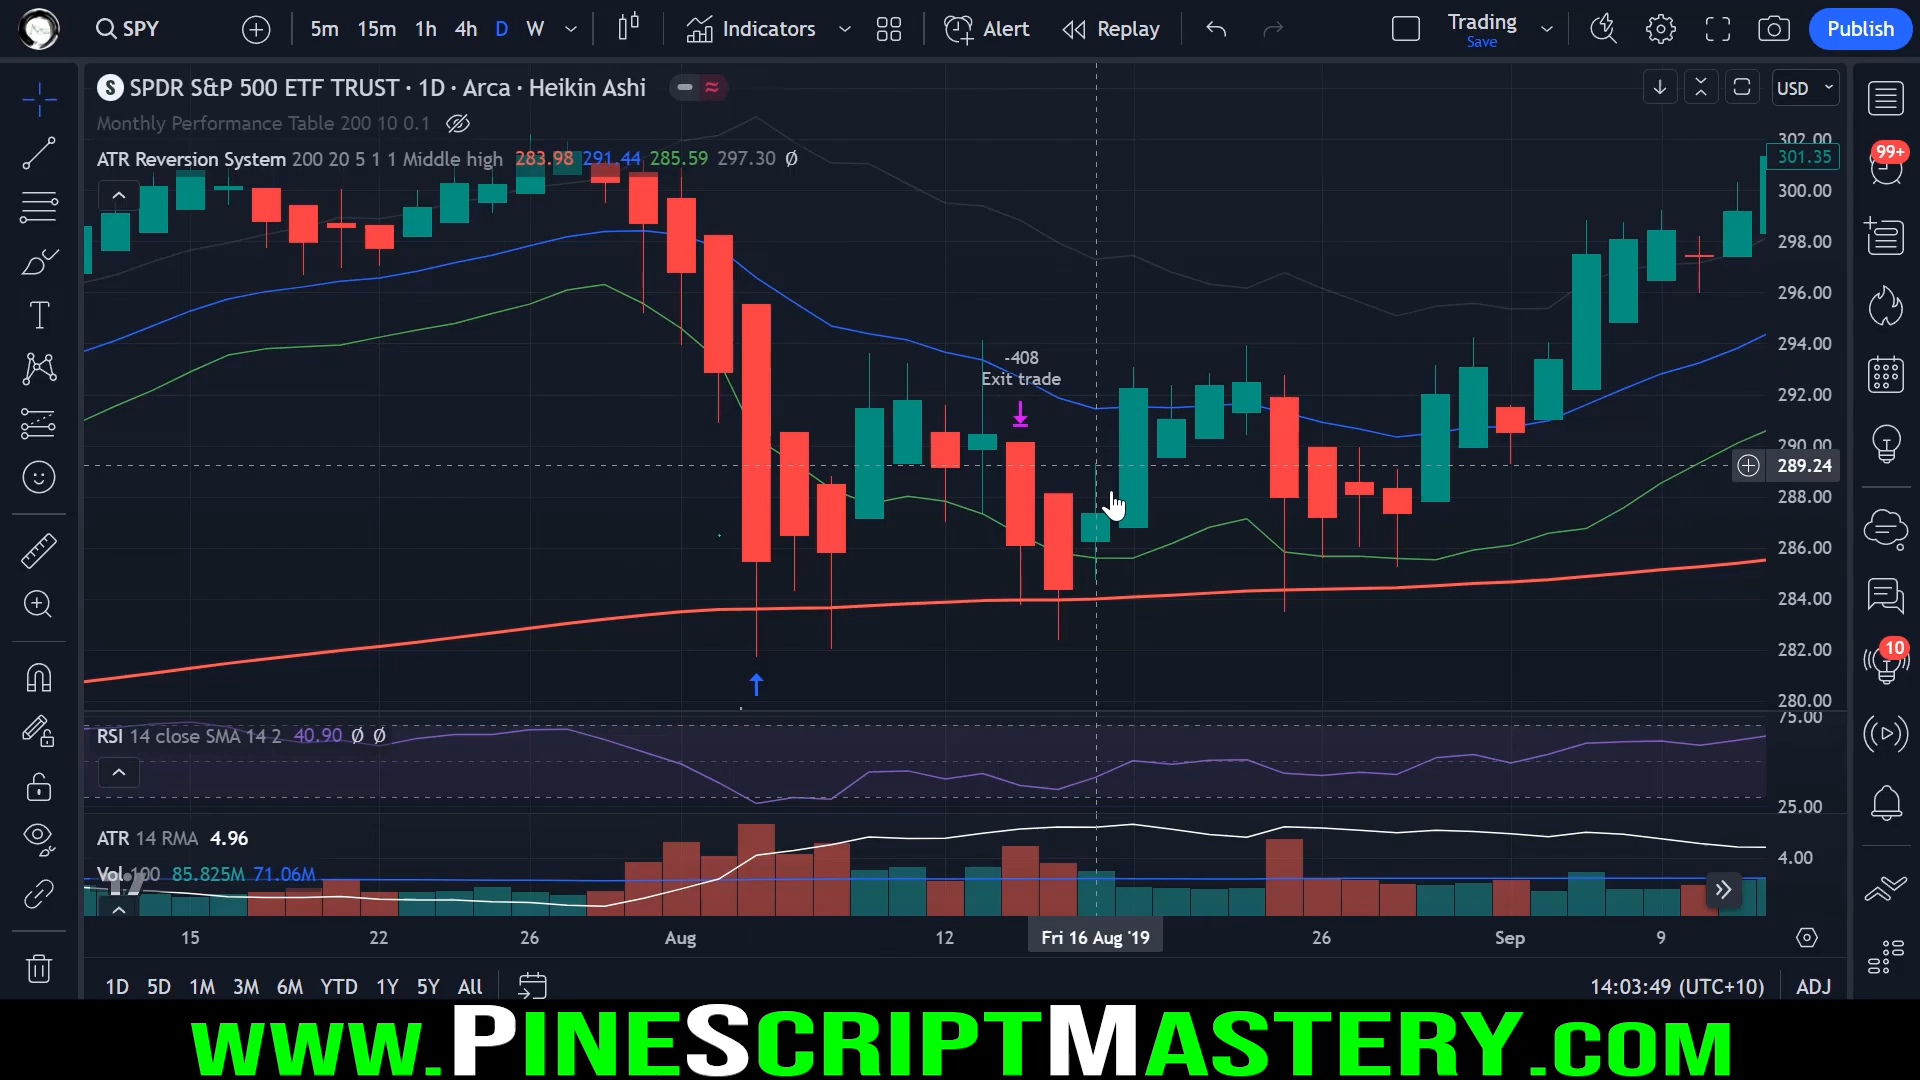 SPY
5m 15m 1h 4h D W
Indicators
Alert
Replay
Trading
Save
Publish
S SPDR S&P 500 ETF TRUST · 1D · Arca · Heikin Ashi
USD
Monthly Performance Table 200 10 0.1
ATR Reversion System 200 20 5 1 1 Middle high 283.98 291.44 285.59 297.30 Ø
302.00
301.35
300.00
298.00
296.00
294.00
292.00
290.00
289.24
288.00
286.00
284.00
282.00
280.00
99+
10
-408
Exit trade
RSI 14 close SMA 14 2 40.90 Ø Ø
75.00
25.00
ATR 14 RMA 4.96
4.00
Vol 100 85.825M 71.06M
15 22 26 Aug 12 Fri 16 Aug '19 26 Sep 9
1D 5D 1M 3M 6M YTD 1Y 5Y All
14:03:49 (UTC+10) ADJ
www.PineScriptMastery.com